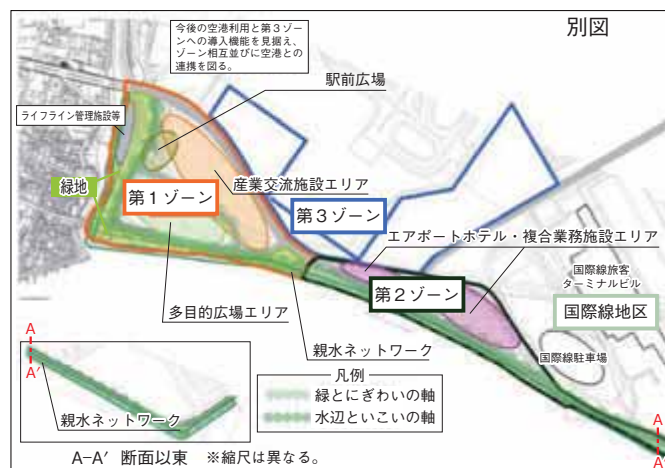 別図
今後の空港利用と第3ゾー
ンへの導入機能を見据え、
ゾーン相互並びに空港との
連携を図る。
駅前広場
ライフライン管理施設等
緑地
第1ゾーン
産業交流施設エリア
第3ゾーン
エアポートホテル・複合業務施設エリア
国際線旅客
ターミナルビル
第2ゾーン
国際線地区
多目的広場エリア
親水ネットワーク
国際線駐車場
A
A′
親水ネットワーク
凡例
緑とにぎわいの軸
水辺といこいの軸
A
A′
A−A′ 断面以東 ※縮尺は異なる。